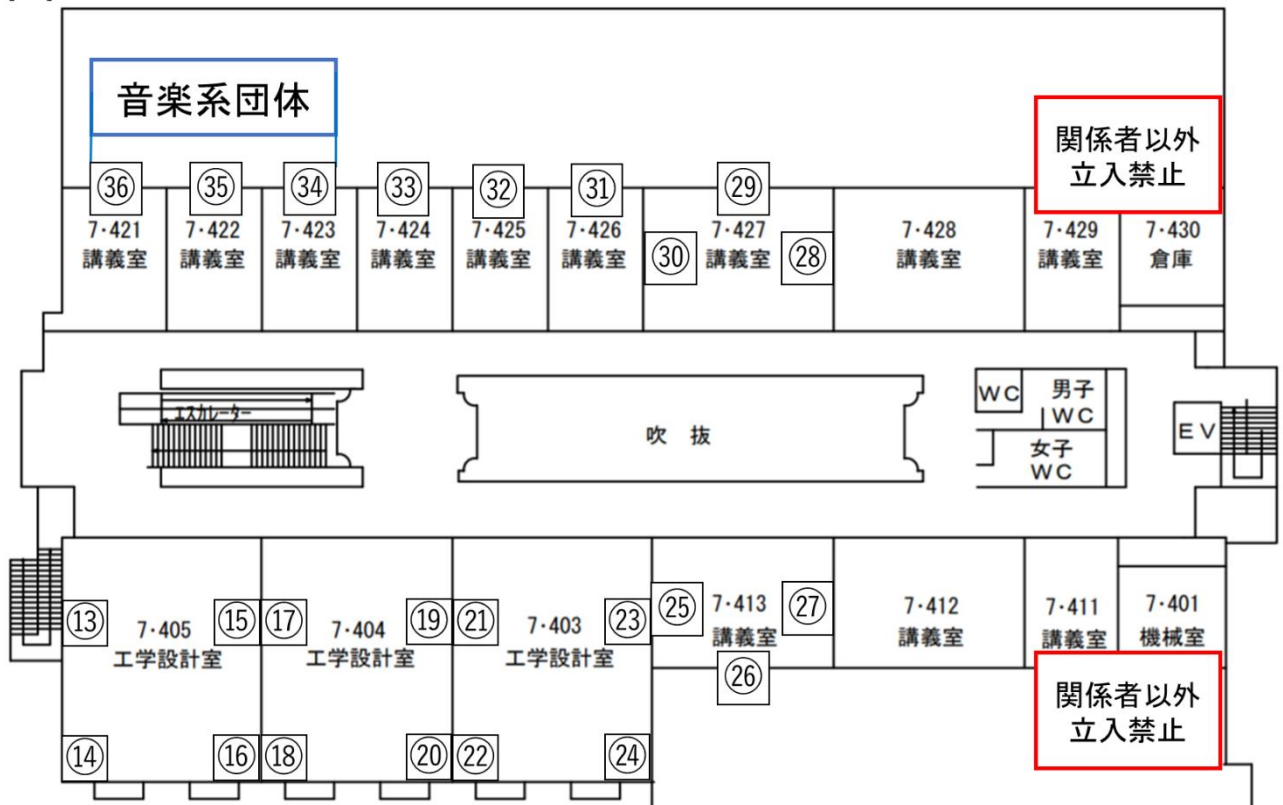 音楽系団体
関係者以外
立入禁止
㊱
㉟
㉞
㉝
㉜
㉛
㉙
7・421
講義室
7・422
講義室
7・423
講義室
7・424
講義室
7・425
講義室
7・426
講義室
㉚
7・427
講義室
㉘
7・428
講義室
7・429
講義室
7・430
倉庫
エスカレーター
吹 抜
WC
男子
WC
女子
WC
EV
⑬
7・405
工学設計室
⑮
⑰
7・404
工学設計室
⑲
㉑
7・403
工学設計室
㉓
㉕
7・413
講義室
㉗
7・412
講義室
7・411
講義室
7・401
機械室
㉖
関係者以外
立入禁止
⑭
⑯
⑱
⑳
㉒
㉔